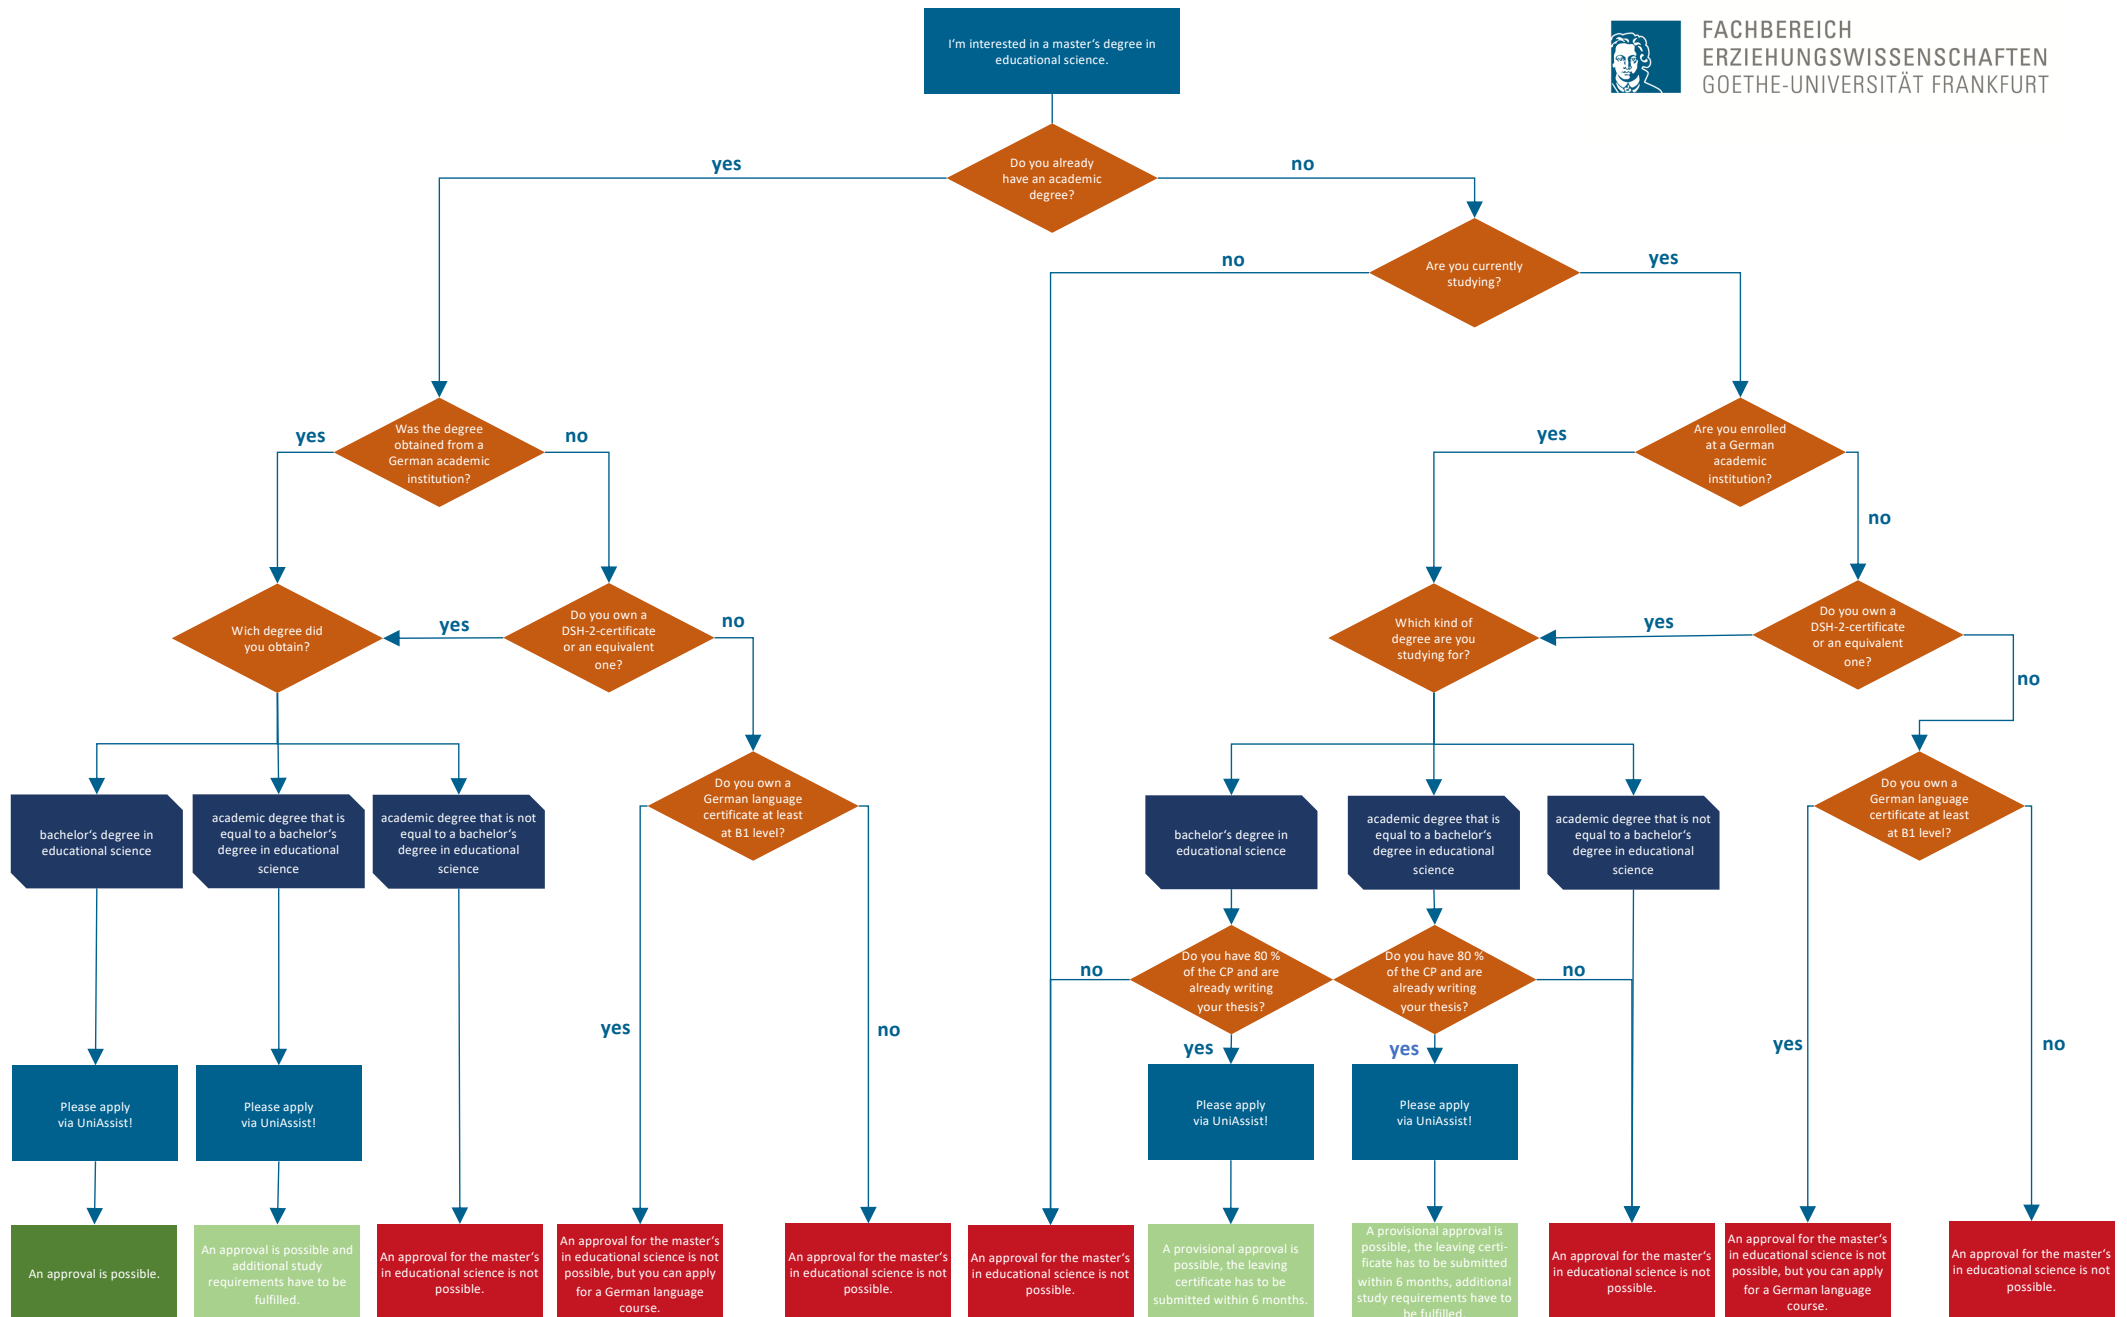 I'm interested in a master's degree in
educational science.
FACHBEREICH
ERZIEHUNGSWISSENSCHAFTEN
GOETHE-UNIVERSITÄT FRANKFURT
Do you already
have an academic
degree?
yes
no
Are you currently
studying?
no
yes
Was the degree
obtained from a
German academic
institution?
yes
no
Are you enrolled
at a German
academic
institution?
yes
no
Wich degree did
you obtain?
yes
Do you own a
DSH-2-certificate
or an equivalent
one?
no
Which kind of
degree are you
studying for?
yes
Do you own a
DSH-2-certificate
or an equivalent
one?
no
bachelor's degree in
educational science
academic degree that is
equal to a bachelor's
degree in educational
science
academic degree that is not
equal to a bachelor's
degree in educational
science
Do you own a
German language
certificate at least
at B1 level?
bachelor's degree in
educational science
academic degree that is
equal to a bachelor's
degree in educational
science
academic degree that is not
equal to a bachelor's
degree in educational
science
Do you own a
German language
certificate at least
at B1 level?
no
Do you have 80 %
of the CP and are
already writing
your thesis?
Do you have 80 %
of the CP and are
already writing
your thesis?
no
yes
no
yes
yes
yes
no
Please apply
via UniAssist!
Please apply
via UniAssist!
Please apply
via UniAssist!
Please apply
via UniAssist!
An approval is possible.
An approval is possible and
additional study
requirements have to be
fulfilled.
An approval for the master's
in educational science is not
possible.
An approval for the master's
in educational science is not
possible, but you can apply
for a German language
course.
An approval for the master's
in educational science is not
possible.
An approval for the master's
in educational science is not
possible.
A provisional approval is
possible, the leaving
certificate has to be
submitted within 6 months.
A provisional approval is
possible, the leaving certi-
ficate has to be submitted
within 6 months, additional
study requirements have to
be fulfilled.
An approval for the master's
in educational science is not
possible.
An approval for the master's
in educational science is not
possible, but you can apply
for a German language
course.
An approval for the master's
in educational science is not
possible.